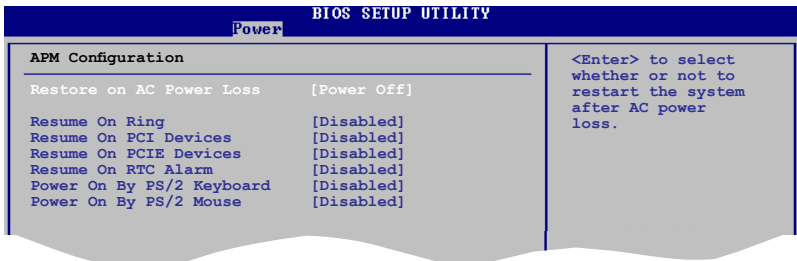 BIOS SETUP UTILITY
Power
APM Configuration
Restore on AC Power Loss [Power Off]
Resume On Ring [Disabled]
Resume On PCI Devices [Disabled]
Resume On PCIE Devices [Disabled]
Resume On RTC Alarm [Disabled]
Power On By PS/2 Keyboard [Disabled]
Power On By PS/2 Mouse [Disabled]
<Enter> to select
whether or not to
restart the system
after AC power
loss.